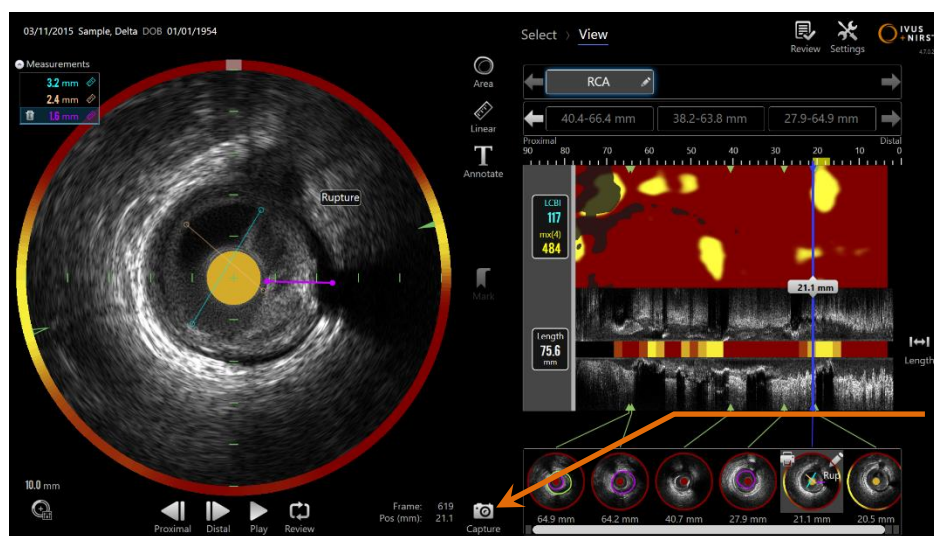 03/11/2015 Sample, Delta DOB 01/01/1954
Measurements
3.2 mm
2.4 mm
1.6 mm
Rupture
10.0 mm
Proximal
Distal
Play
Review
Frame: 619
Pos (mm): 21.1
Area
Linear
T
Annotate
Mark
Capture
Select › View
Review
Settings
IVUS
+NIRS
RCA
40.4-66.4 mm
38.2-63.8 mm
27.9-64.9 mm
Proximal
Distal
90 80 70 60 50 40 30 20 10 0
LCBI
117
mx(4)
484
21.1 mm
Length
75.6
mm
Length
Rup
64.9 mm
64.2 mm
40.7 mm
27.9 mm
21.1 mm
20.5 mm